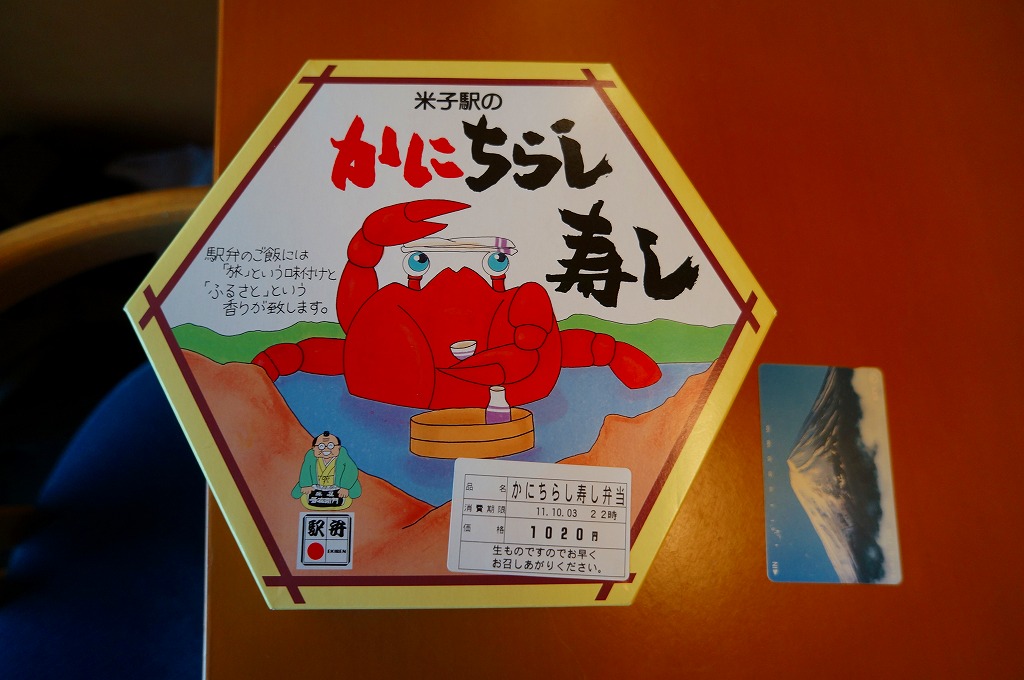 米子駅の
かにちらし
寿し
駅弁のご飯には
「旅」という味付けと
「ふるさと」という
香りが致します。
駅弁
EKIBEN
品名 かにちらし寿し弁当
消費期限 11.10.03 22時
価格 1020円
生ものですのでお早く
お召しあがりください。